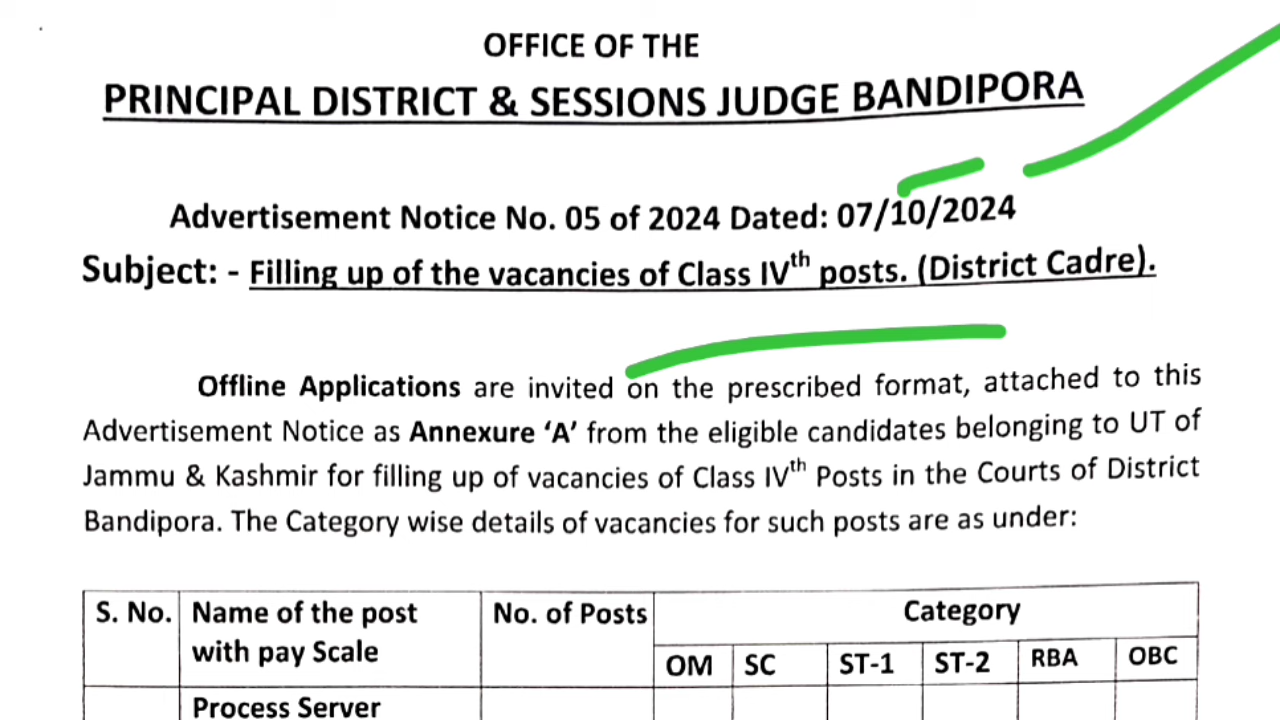 OFFICE OF THE
PRINCIPAL DISTRICT & SESSIONS JUDGE BANDIPORA
Advertisement Notice No. 05 of 2024 Dated: 07/10/2024
Subject: - Filling up of the vacancies of Class IVth posts. (District Cadre).
Offline Applications are invited on the prescribed format, attached to this
Advertisement Notice as Annexure ‘A’ from the eligible candidates belonging to UT of
Jammu & Kashmir for filling up of vacancies of Class IVth Posts in the Courts of District
Bandipora. The Category wise details of vacancies for such posts are as under:
S. No. Name of the post with pay Scale No. of Posts Category
OM SC ST-1 ST-2 RBA OBC
Process Server